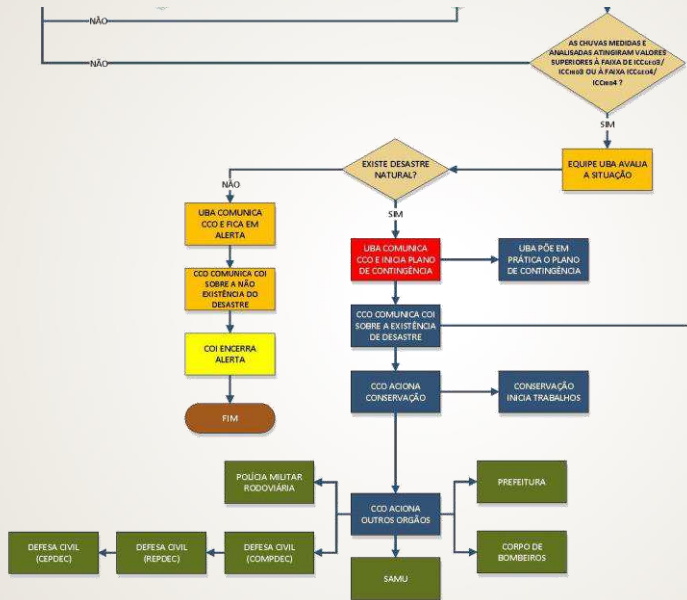 NÃO
NÃO
AS CHUVAS MEDIDAS E
ANALISADAS ATINGIRAM VALORES
SUPERIORES À FAIXA DE ICCGEO3/
ICCHID3 OU À FAIXA ICCGEO4/
ICCHID4 ?
SIM
EQUIPE UBA AVALIA
A SITUAÇÃO
EXISTE DESASTRE
NATURAL?
NÃO
SIM
UBA COMUNICA
CCO E FICA EM
ALERTA
UBA COMUNICA
CCO E INICIA PLANO
DE CONTINGÊNCIA
UBA PÕE EM
PRÁTICA O PLANO
DE CONTINGÊNCIA
CCO COMUNICA COI
SOBRE A NÃO
EXISTÊNCIA DO
DESASTRE
CCO COMUNICA COI
SOBRE A EXISTÊNCIA
DE DESASTRE
COI ENCERRA
ALERTA
CCO ACIONA
CONSERVAÇÃO
CONSERVAÇÃO
INICIA TRABALHOS
FIM
POLÍCIA MILITAR
RODOVIÁRIA
PREFEITURA
CCO ACIONA
OUTROS ORGÃOS
DEFESA CIVIL
(CEPDEC)
DEFESA CIVIL
(REPDEC)
DEFESA CIVIL
(COMPDEC)
CORPO DE
BOMBEIROS
SAMU